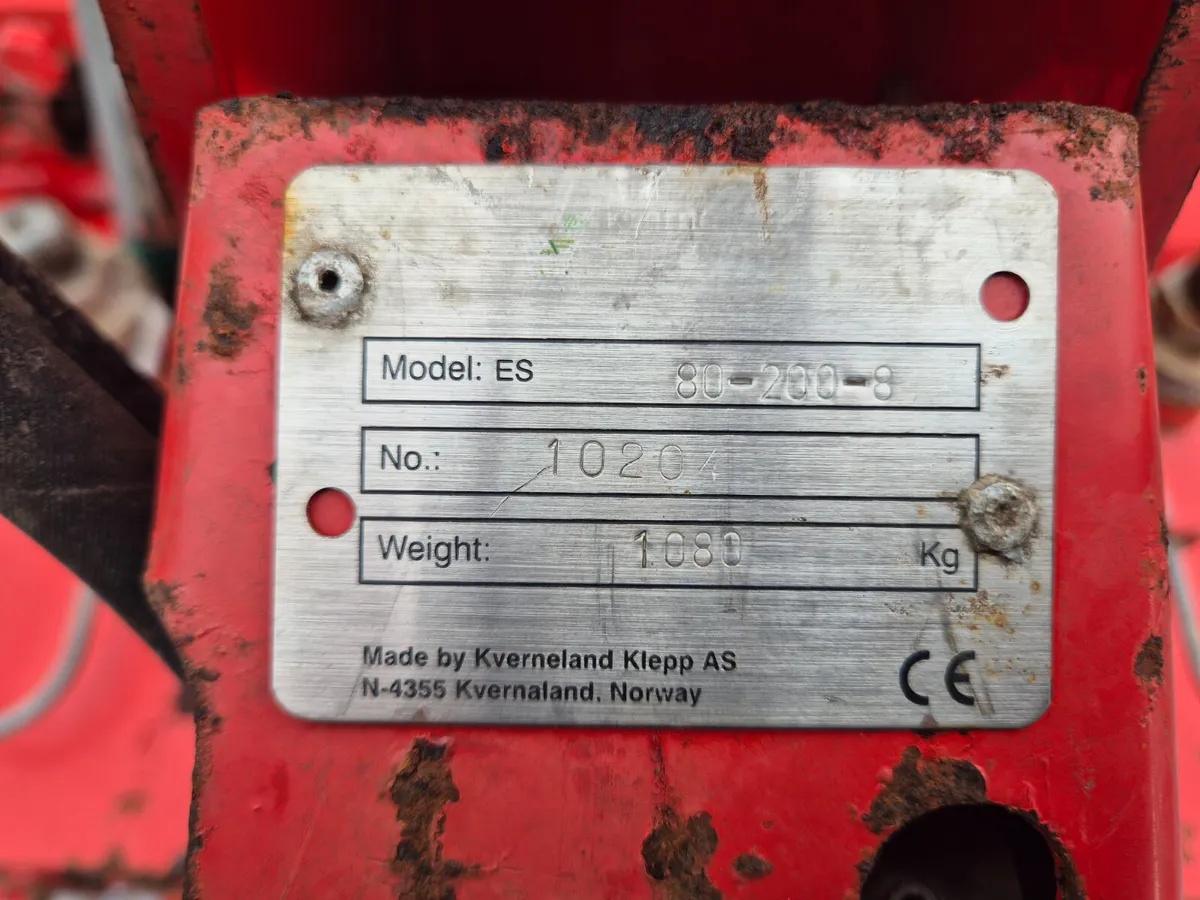 Model: ES 80-200-8
No.: 10204
Weight: 1080 Kg
Made by Kverneland Klepp AS
N-4355 Kvernaland, Norway
CE